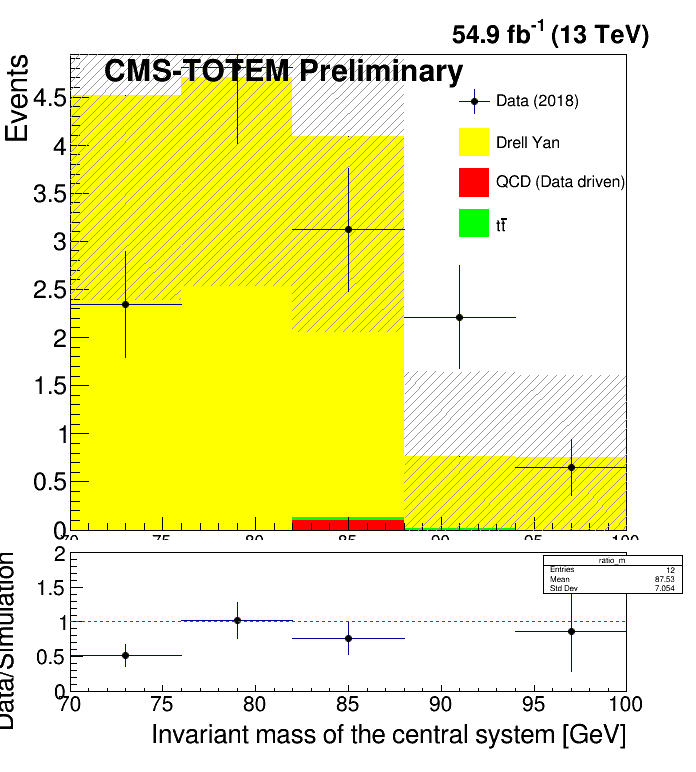 54.9 fb-1 (13 TeV)
CMS-TOTEM Preliminary
Events
4.5
4
3.5
3
2.5
2
1.5
1
0.5
0
Data (2018)
Drell Yan
QCD (Data driven)
tt̄
70 75 80 85 90 95 100
Data/Simulation
2
1.5
1
0.5
0
ratio_m
Entries 12
Mean 87.53
Std Dev 7.054
70 75 80 85 90 95 100
Invariant mass of the central system [GeV]